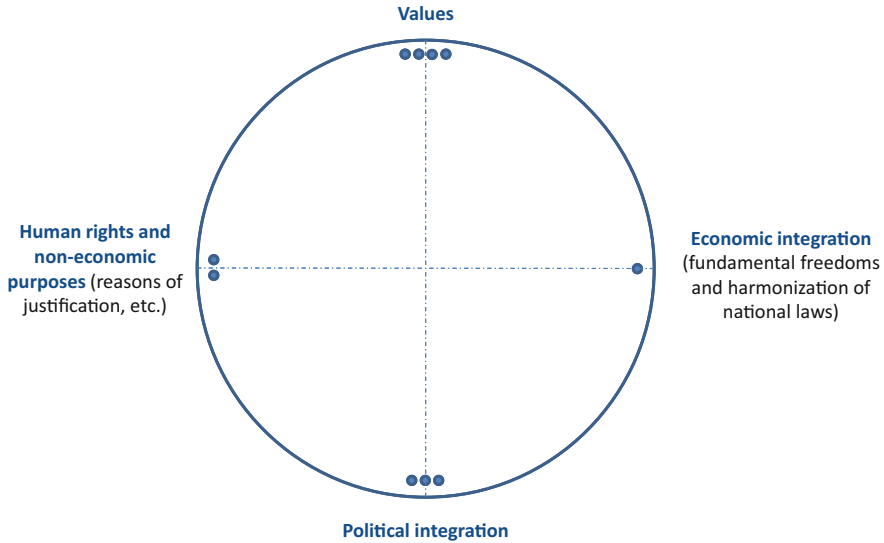 Values
Human rights and
non-economic
purposes (reasons of
justification, etc.)
Economic integration
(fundamental freedoms
and harmonization of
national laws)
Political integration